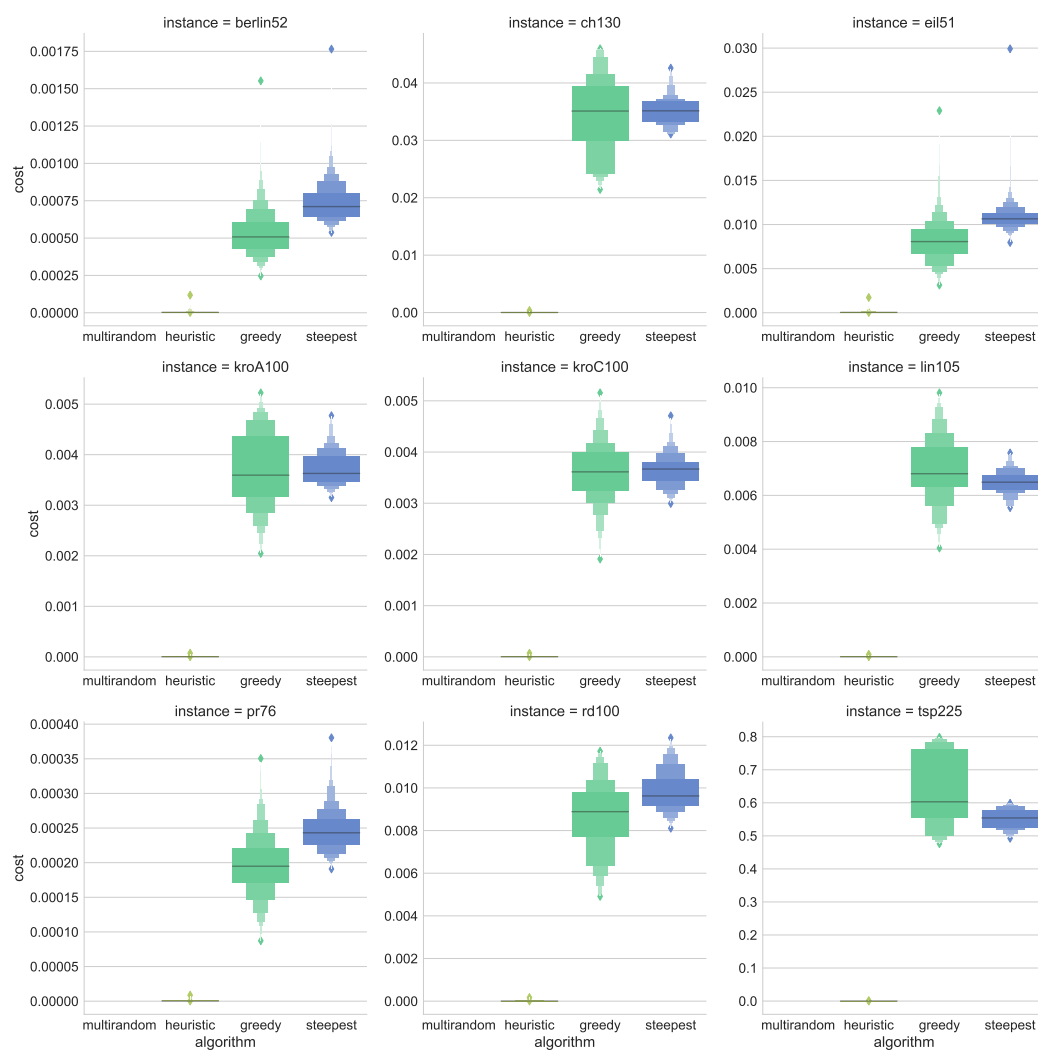 instance = berlin52
instance = ch130
instance = eil51
0.00175
0.00150
0.00125
0.00100
0.00075
0.00050
0.00025
0.00000
cost
0.04
0.03
0.02
0.01
0.00
0.030
0.025
0.020
0.015
0.010
0.005
0.000
multirandom heuristic greedy steepest
multirandom heuristic greedy steepest
multirandom heuristic greedy steepest
instance = kroA100
instance = kroC100
instance = lin105
0.005
0.004
0.003
0.002
0.001
0.000
cost
0.005
0.004
0.003
0.002
0.001
0.000
0.010
0.008
0.006
0.004
0.002
0.000
multirandom heuristic greedy steepest
multirandom heuristic greedy steepest
multirandom heuristic greedy steepest
instance = pr76
instance = rd100
instance = tsp225
0.00040
0.00035
0.00030
0.00025
0.00020
0.00015
0.00010
0.00005
0.00000
cost
0.012
0.010
0.008
0.006
0.004
0.002
0.000
0.8
0.7
0.6
0.5
0.4
0.3
0.2
0.1
0.0
multirandom heuristic greedy steepest
multirandom heuristic greedy steepest
multirandom heuristic greedy steepest
algorithm
algorithm
algorithm